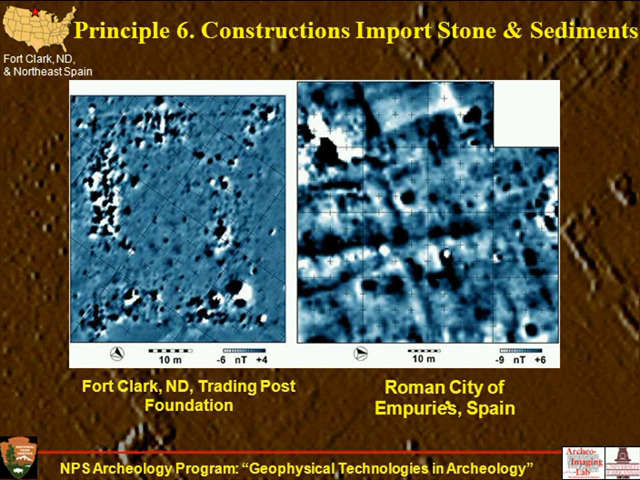 Principle 6. Constructions Import Stone & Sediments
Fort Clark, ND,
& Northeast Spain
10 m
-6 nT +4
10 m
-9 nT +6
Fort Clark, ND, Trading Post
Foundation
Roman City of
Empuries, Spain
NPS Archeology Program: “Geophysical Technologies in Archeology”
Archeo-
Imaging
Lab